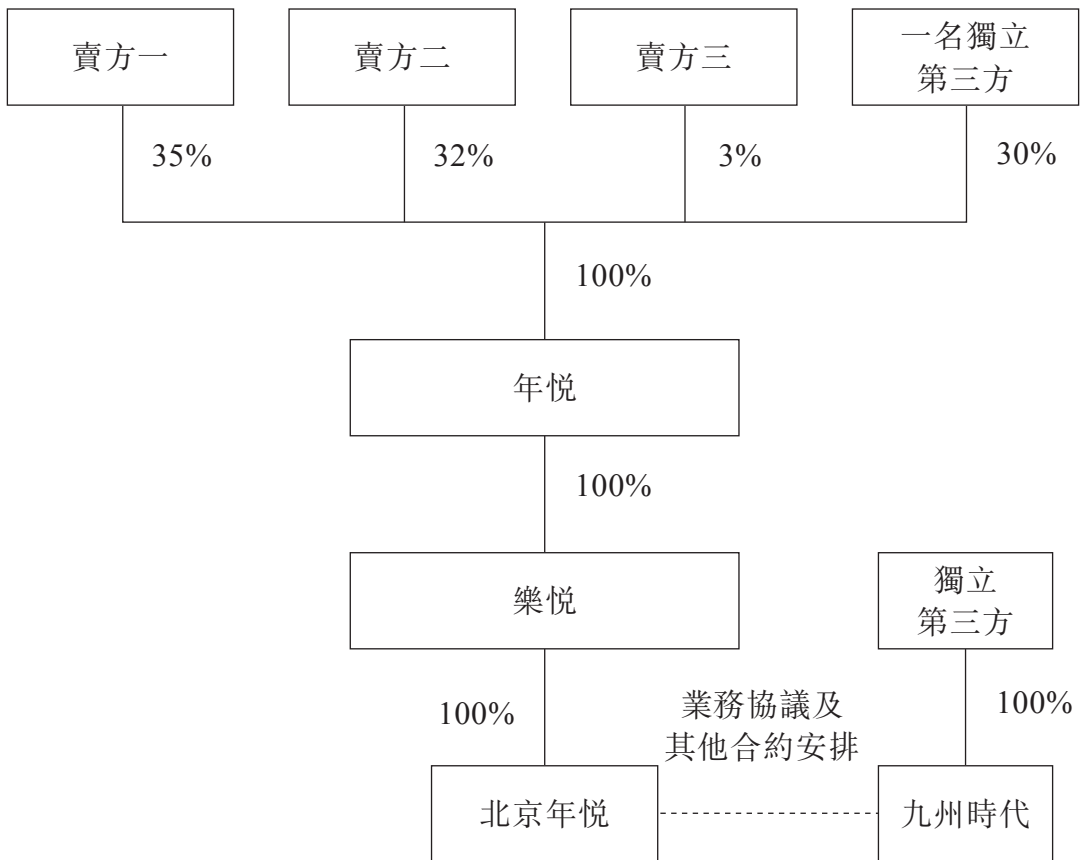 賣方一
賣方二
賣方三
一名獨立
第三方
35%
32%
3%
30%
100%
年悦
100%
樂悦
獨立
第三方
100%
業務協議及
其他合約安排
100%
北京年悦
九州時代